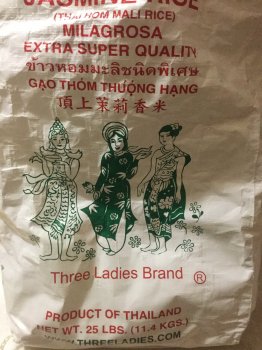 JASMINE RICE
(THAI HOM MALI RICE)
MILAGROSA
EXTRA SUPER QUALITY
ข้าวหอมมะลิชนิดพิเศษ
GẠO THƠM THƯỢNG HẠNG
頂上茉莉香米
Three Ladies Brand ®
PRODUCT OF THAILAND
NET WT. 25 LBS. (11.4 KGS.)
WWW.THREELADIES.COM